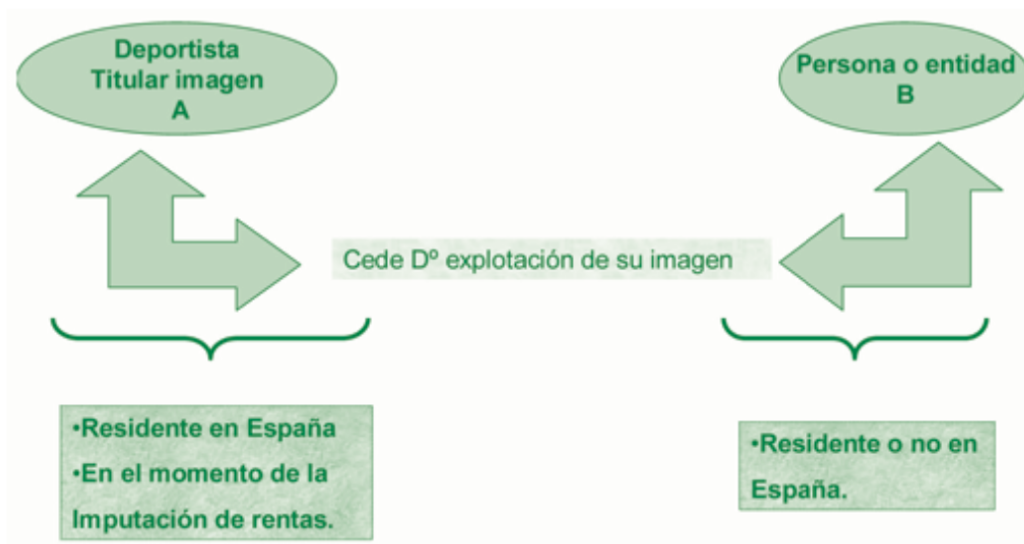 Deportista
Titular imagen
A
Persona o entidad
B
Cede Dº explotación de su imagen
•Residente en España
•En el momento de la
Imputación de rentas.
•Residente o no en
España.